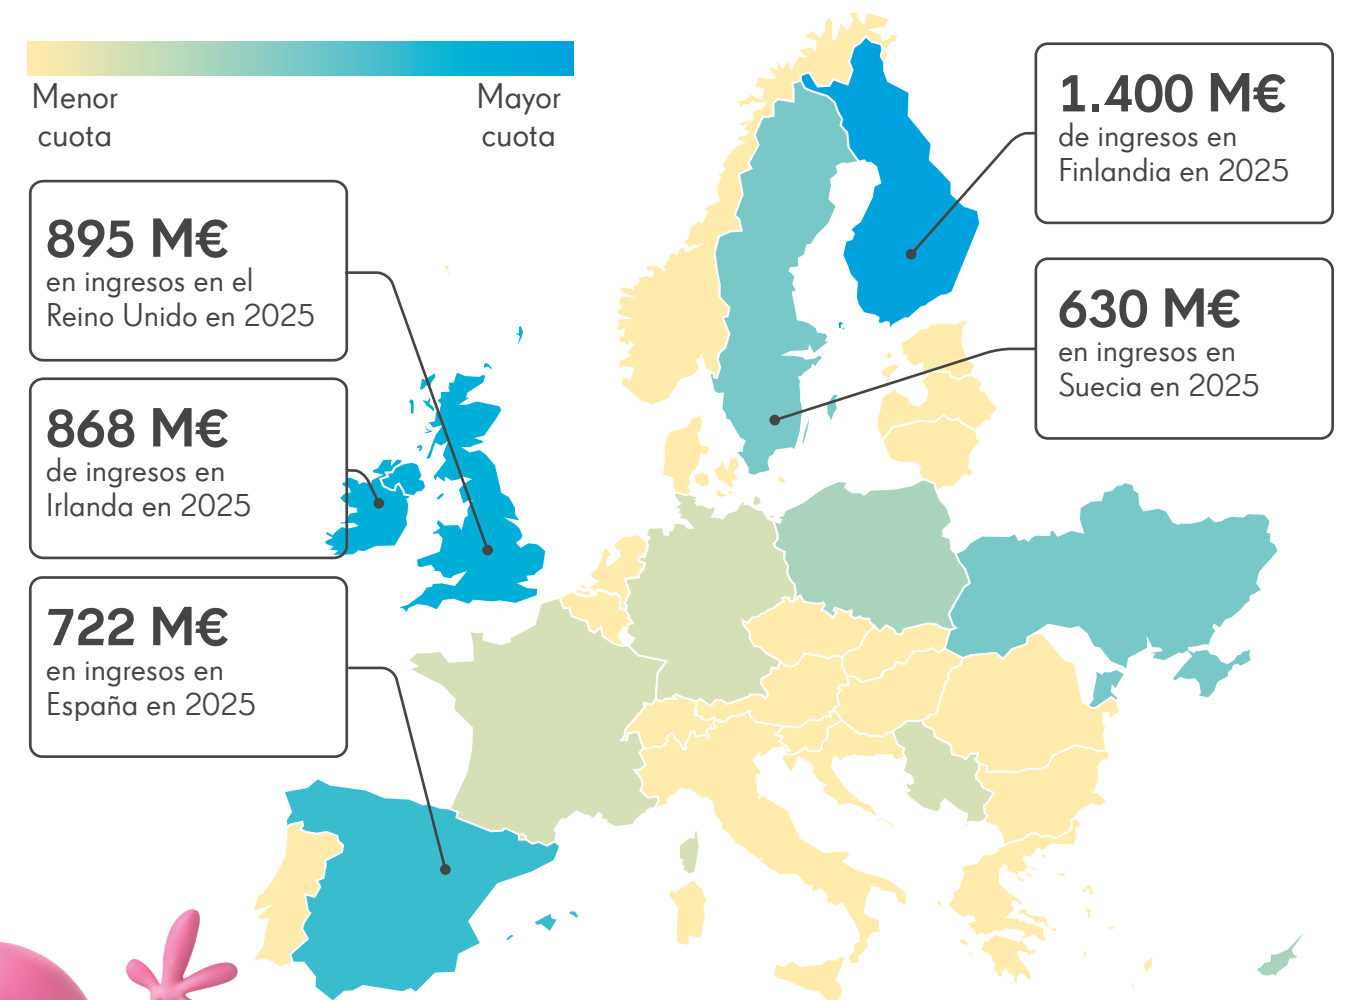 Menor
cuota
Mayor
cuota
895 M€
en ingresos en el
Reino Unido en 2025
868 M€
de ingresos en
Irlanda en 2025
722 M€
en ingresos en
España en 2025
1.400 M€
de ingresos en
Finlandia en 2025
630 M€
en ingresos en
Suecia en 2025